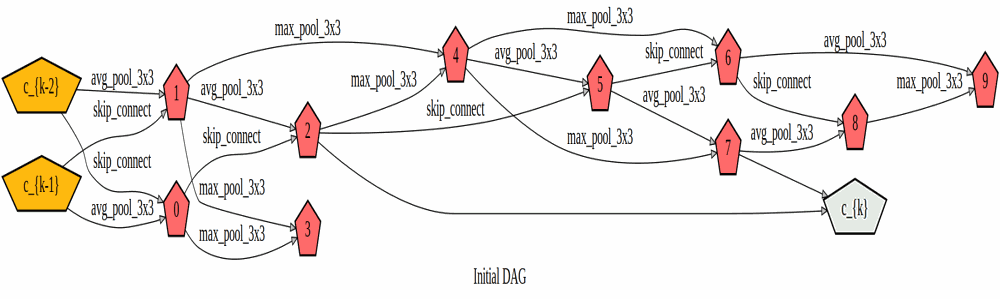 c_{k-2}
avg_pool_3x3
skip_connect
c_{k-1}
skip_connect
avg_pool_3x3
1
0
max_pool_3x3
avg_pool_3x3
skip_connect
max_pool_3x3
max_pool_3x3
2
3
max_pool_3x3
skip_connect
4
max_pool_3x3
avg_pool_3x3
max_pool_3x3
5
skip_connect
avg_pool_3x3
6
7
avg_pool_3x3
skip_connect
avg_pool_3x3
8
c_{k}
max_pool_3x3
9
Initial DAG